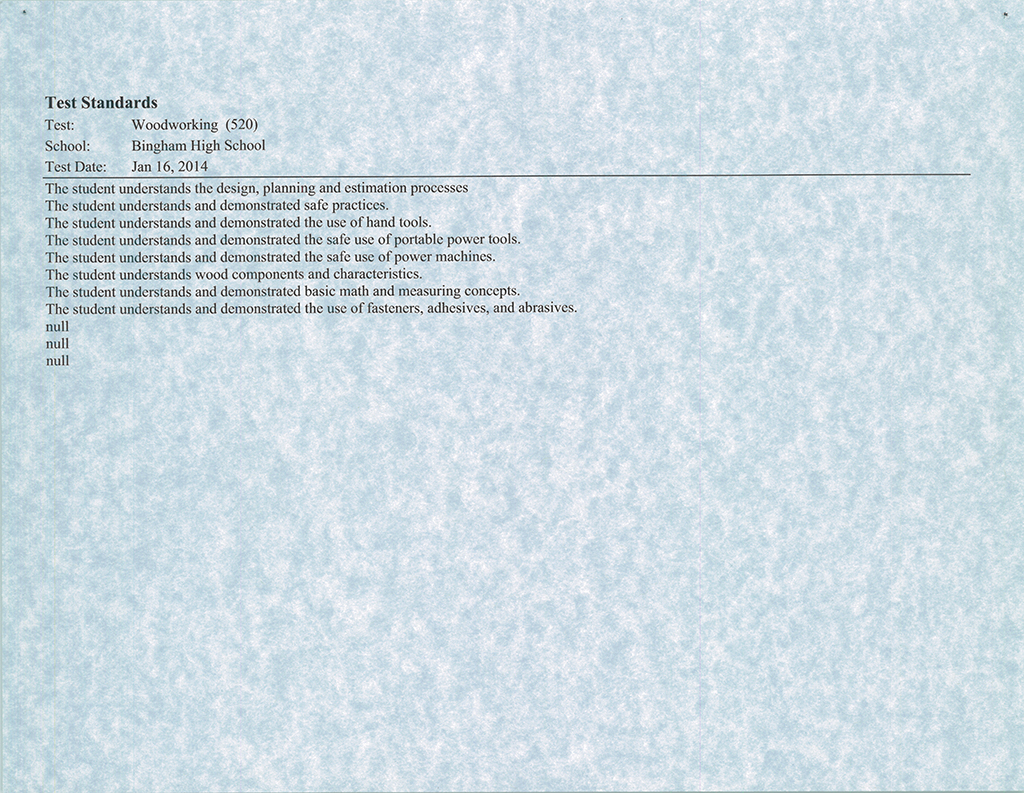 Test Standards
Test: Woodworking (520)
School: Bingham High School
Test Date: Jan 16, 2014
The student understands the design, planning and estimation processes
The student understands and demonstrated safe practices.
The student understands and demonstrated the use of hand tools.
The student understands and demonstrated the safe use of portable power tools.
The student understands and demonstrated the safe use of power machines.
The student understands wood components and characteristics.
The student understands and demonstrated basic math and measuring concepts.
The student understands and demonstrated the use of fasteners, adhesives, and abrasives.
null
null
null